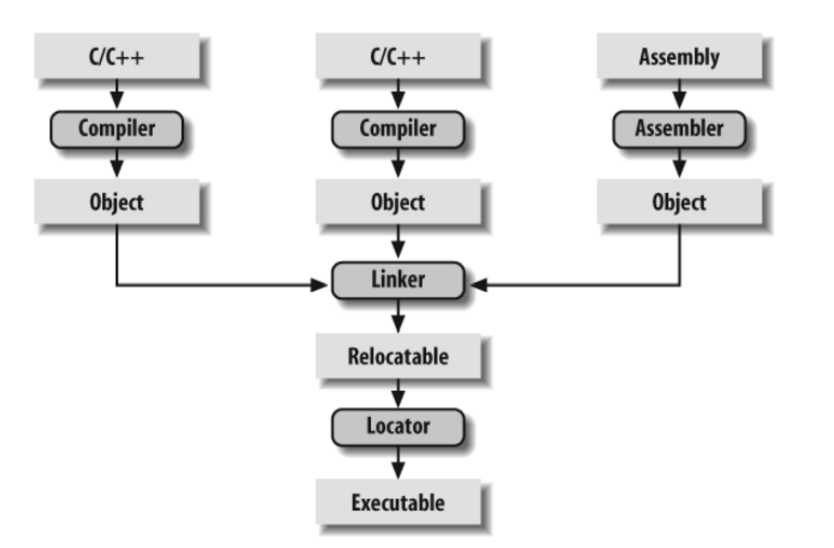 C/C++
C/C++
Assembly
Compiler
Compiler
Assembler
Object
Object
Object
Linker
Relocatable
Locator
Executable